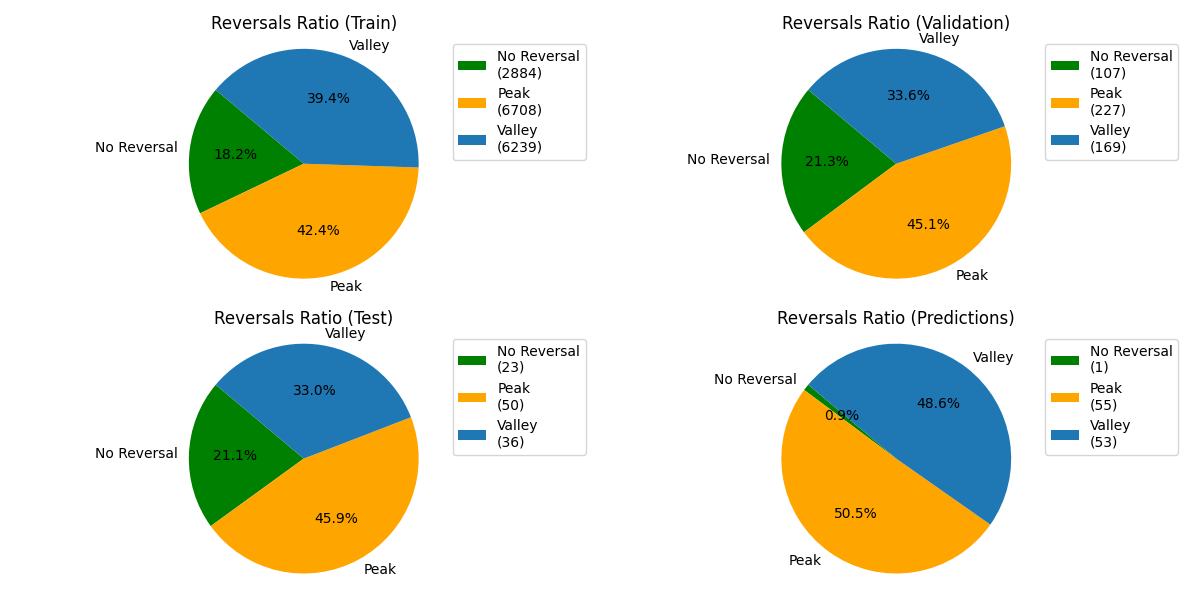 Reversals Ratio (Train)
Valley
39.4%
No Reversal
18.2%
42.4%
Peak
No Reversal
(2884)
Peak
(6708)
Valley
(6239)
Reversals Ratio (Validation)
Valley
33.6%
No Reversal
21.3%
45.1%
Peak
No Reversal
(107)
Peak
(227)
Valley
(169)
Reversals Ratio (Test)
Valley
33.0%
No Reversal
21.1%
45.9%
Peak
No Reversal
(23)
Peak
(50)
Valley
(36)
Reversals Ratio (Predictions)
Valley
No Reversal
48.6%
0.9%
50.5%
Peak
No Reversal
(1)
Peak
(55)
Valley
(53)